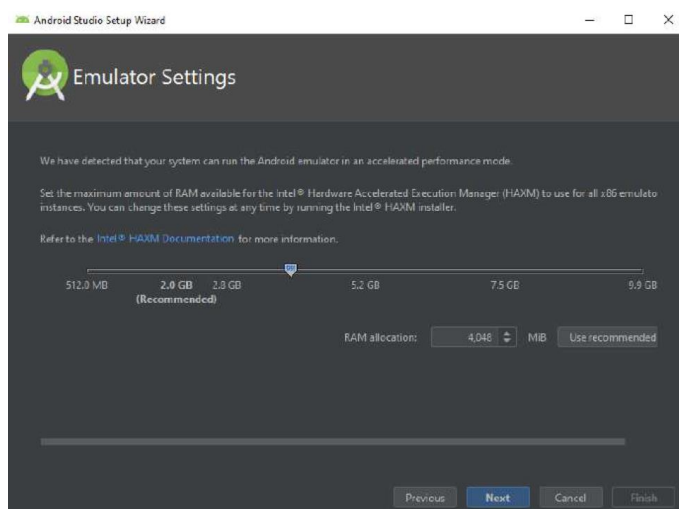 Android Studio Setup Wizard
Emulator Settings
We have detected that your system can run the Android emulator in an accelerated performance mode.
Set the maximum amount of RAM available for the Intel® Hardware Accelerated Execution Manager (HAXM) to use for all x86 emulato
instances. You can change these settings at any time by running the Intel® HAXM installer.
Refer to the Intel® HAXM Documentation for more information.
512.0 MB 2.0 GB 2.8 GB 5.2 GB 7.5 GB 9.9 GB
(Recommended)
RAM allocation: 4,048 MiB Use recommended
Previous Next Cancel Finish